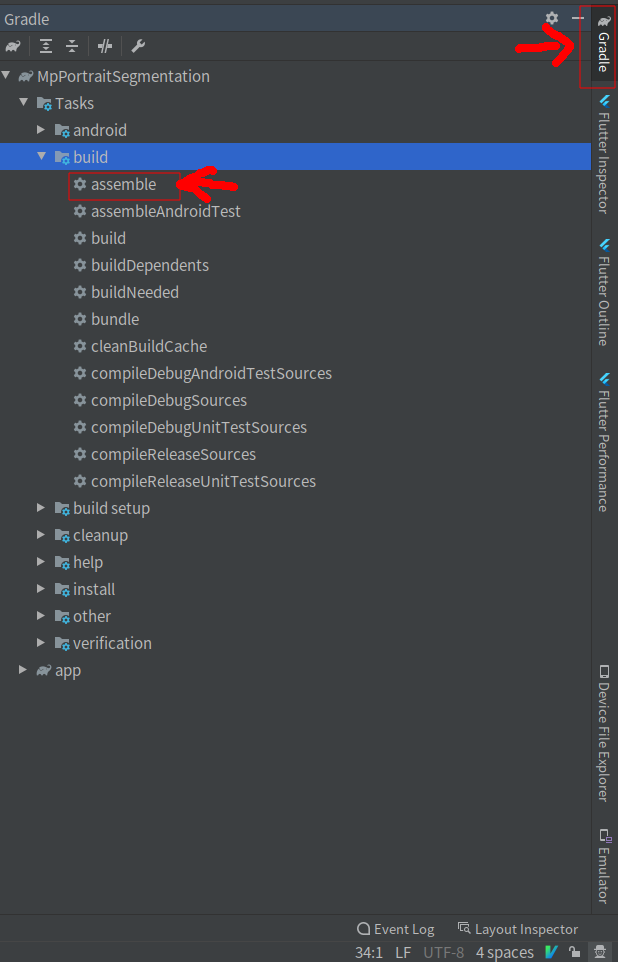 Gradle
MpPortraitSegmentation
Tasks
android
build
assemble
assembleAndroidTest
build
buildDependents
buildNeeded
bundle
cleanBuildCache
compileDebugAndroidTestSources
compileDebugSources
compileDebugUnitTestSources
compileReleaseSources
compileReleaseUnitTestSources
build setup
cleanup
help
install
other
verification
app
Gradle
Flutter Inspector
Flutter Outline
Flutter Performance
Device File Explorer
Emulator
Event Log Layout Inspector
34:1 LF UTF-8 4 spaces